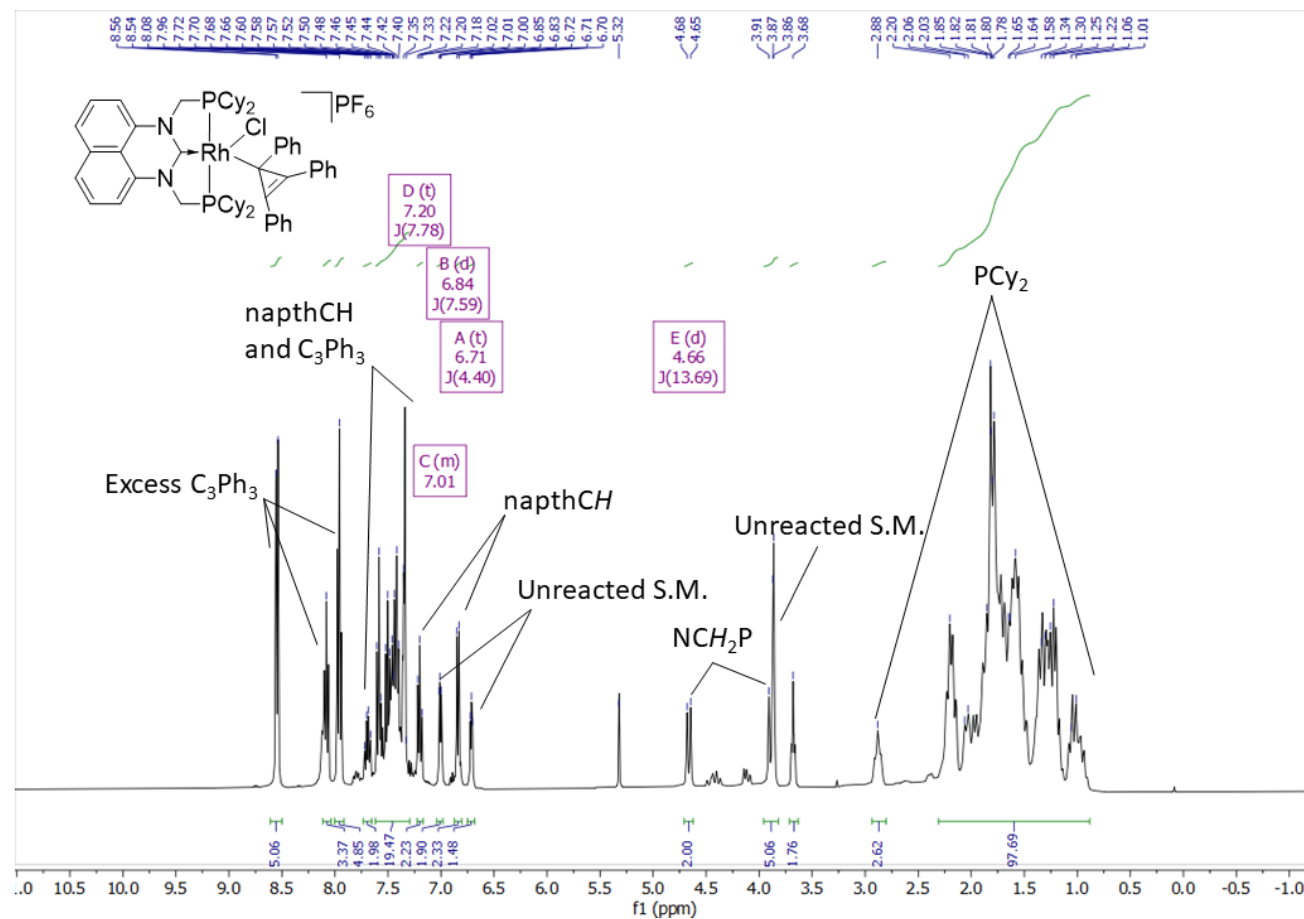 8.56 8.54 8.08 7.96 7.72 7.70 7.68 7.66 7.60 7.58 7.57 7.52 7.50 7.48 7.46 7.45 7.44 7.42 7.40 7.35 7.33 7.22 7.20 7.18 7.02 7.01 7.00 6.85 6.83 6.72 6.71 6.70 5.32 4.68 4.65 3.91 3.87 3.86 3.68 2.88 2.20 2.06 2.03 1.85 1.82 1.81 1.80 1.78 1.65 1.64 1.58 1.34 1.30 1.25 1.22 1.06 1.01
PCy2
PF6
N
Cl
Ph
Rh
Ph
N
PCy2
Ph
D (t)
7.20
J(7.78)
B (d)
6.84
J(7.59)
A (t)
6.71
J(4.40)
E (d)
4.66
J(13.69)
C (m)
7.01
PCy2
napthCH
and C3Ph3
Excess C3Ph3
napthCH
Unreacted S.M.
Unreacted S.M.
NCH2P
5.06 3.37 4.85 1.98 19.47 2.23 1.90 2.33 1.48 2.00 5.06 1.76 2.62 97.69
.0 10.5 10.0 9.5 9.0 8.5 8.0 7.5 7.0 6.5 6.0 5.5 5.0 4.5 4.0 3.5 3.0 2.5 2.0 1.5 1.0 0.5 0.0 -0.5 -1.0
f1 (ppm)